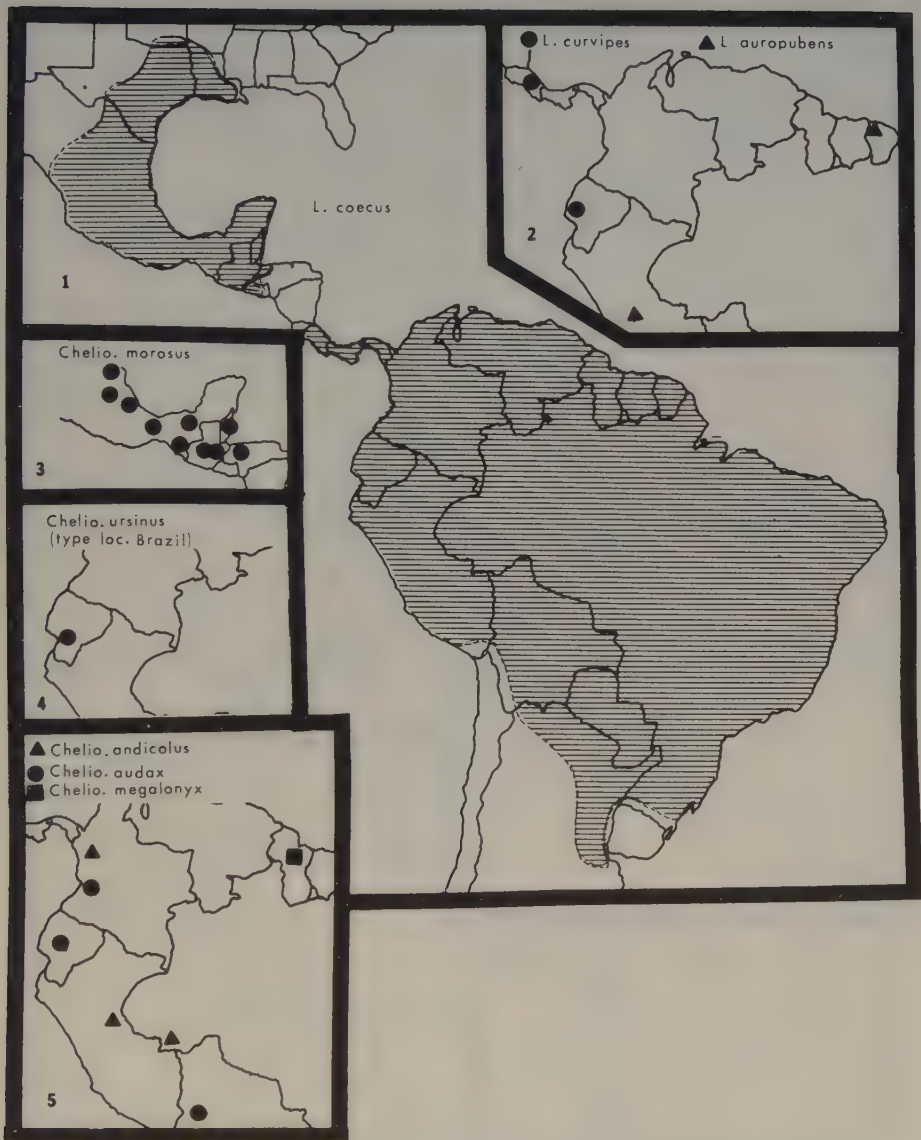 L. coecus
1
L. curvipes
L. auropubens
2
Chelio. morosus
3
Chelio. ursinus
(type loc. Brazil)
4
Chelio. andicolus
Chelio. audax
Chelio. megalonyx
5